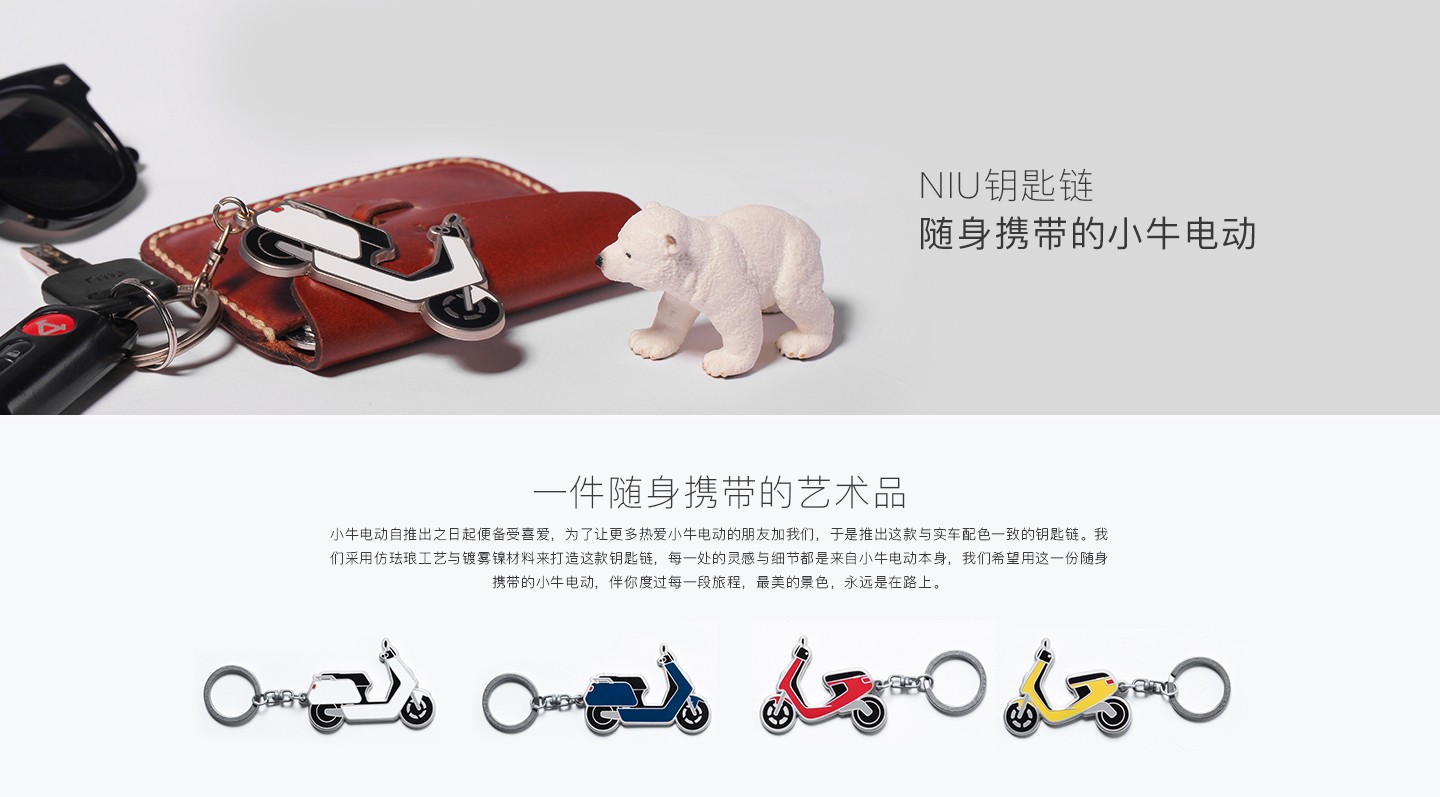 NIU钥匙链
随身携带的小牛电动
一件随身携带的艺术品
小牛电动自推出之日起便备受喜爱，为了让更多热爱小牛电动的朋友加我们，于是推出这款与实车配色一致的钥匙链。我
们采用仿珐琅工艺与镀雾镍材料来打造这款钥匙链，每一处的灵感与细节都是来自小牛电动本身，我们希望用这一份随身
携带的小牛电动，伴你度过每一段旅程，最美的景色，永远是在路上。